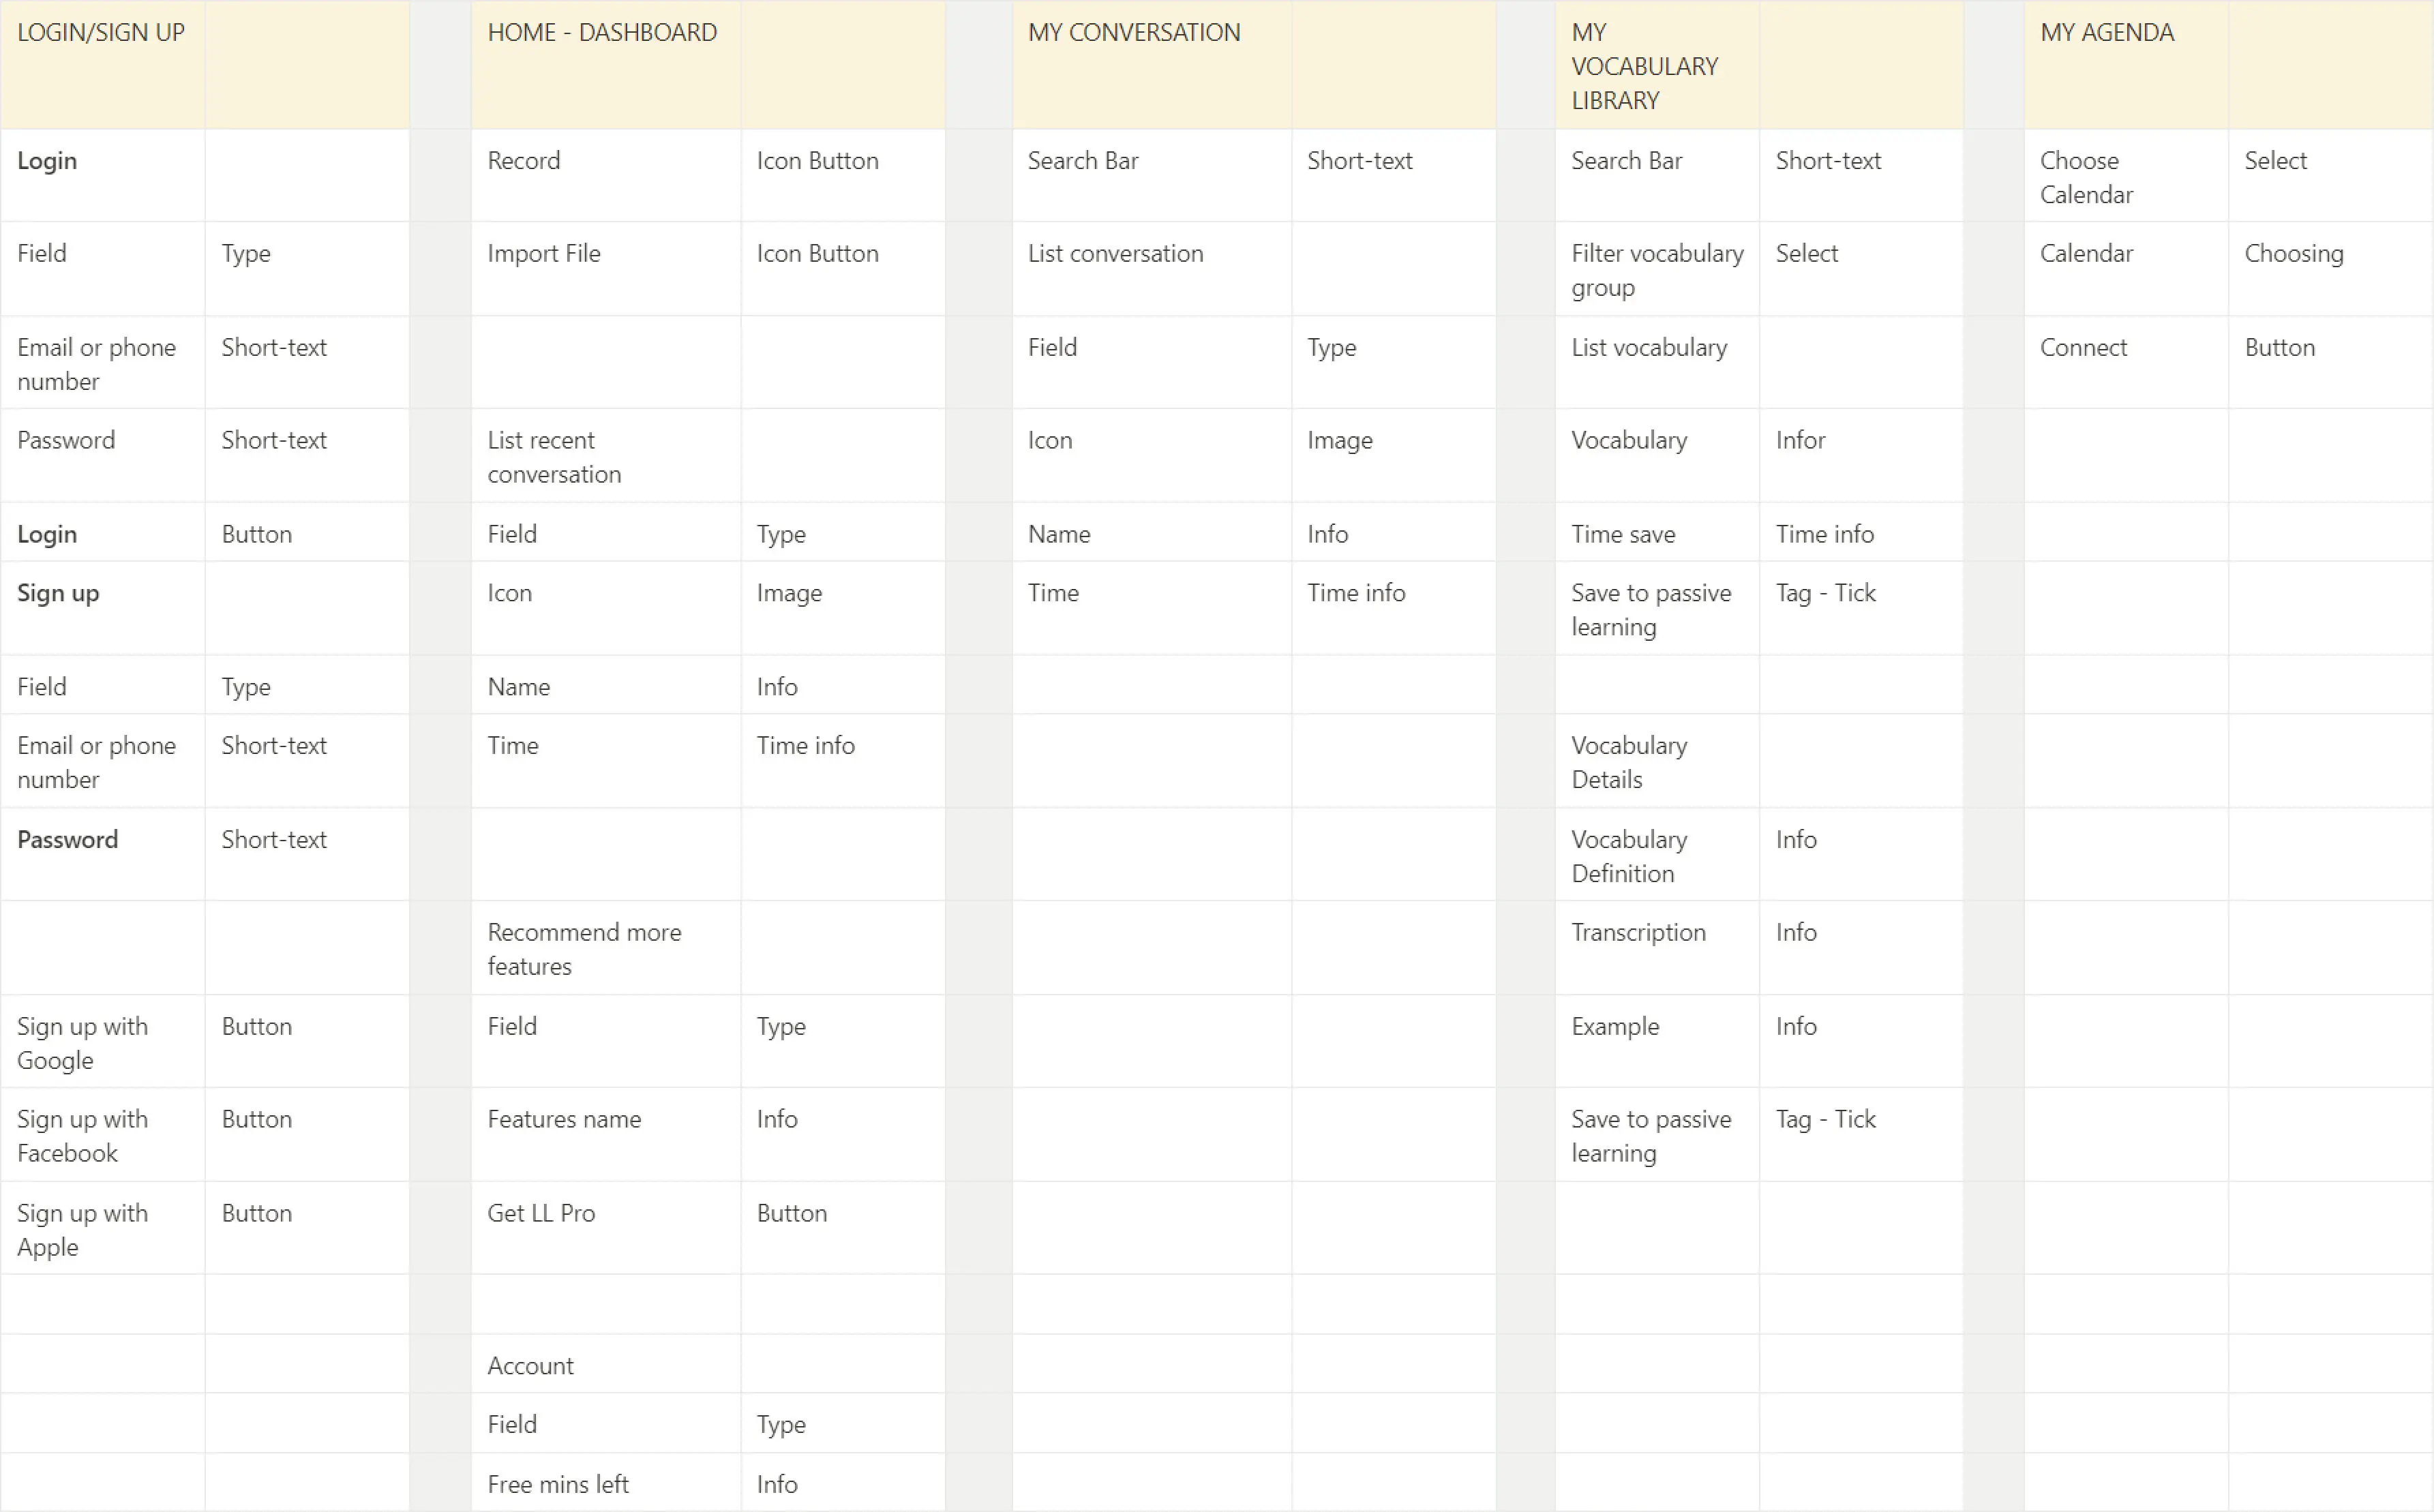 LOGIN/SIGN UP
HOME - DASHBOARD
MY CONVERSATION
MY
VOCABULARY
LIBRARY
MY AGENDA
Login
Record
Icon Button
Search Bar
Short-text
Search Bar
Short-text
Choose
Calendar
Select
Field
Type
Import File
Icon Button
List conversation
Filter vocabulary
group
Select
Calendar
Choosing
Email or phone
number
Short-text
Field
Type
List vocabulary
Connect
Button
Password
Short-text
List recent
conversation
Icon
Image
Vocabulary
Infor
Login
Button
Field
Type
Name
Info
Time save
Time info
Sign up
Icon
Image
Time
Time info
Save to passive
learning
Tag - Tick
Field
Type
Name
Info
Email or phone
number
Short-text
Time
Time info
Vocabulary
Details
Password
Short-text
Vocabulary
Definition
Info
Recommend more
features
Transcription
Info
Sign up with
Google
Button
Field
Type
Example
Info
Sign up with
Facebook
Button
Features name
Info
Save to passive
learning
Tag - Tick
Sign up with
Apple
Button
Get LL Pro
Button
Account
Field
Type
Free mins left
Info